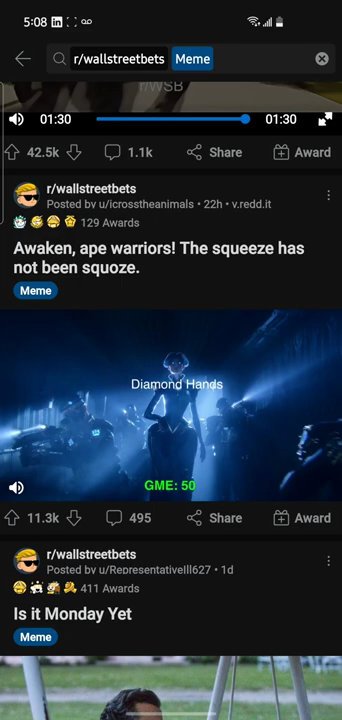 5:08
r/wallstreetbets Meme
r/WSB
01:30 01:30
42.5k 1.1k Share Award
r/wallstreetbets
Posted by u/icrosstheanimals • 22h • v.redd.it
129 Awards
Awaken, ape warriors! The squeeze has
not been squoze.
Meme
Diamond Hands
GME: 50
11.3k 495 Share Award
r/wallstreetbets
Posted by u/RepresentativeIll627 • 1d
411 Awards
Is it Monday Yet
Meme